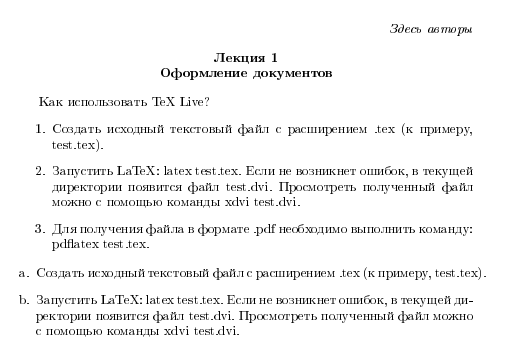 Здесь авторы
Лекция 1
Оформление документов
Как использовать TeX Live?
1. Создать исходный текстовый файл с расширением .tex (к примеру,
test.tex).
2. Запустить LaTeX: latex test.tex. Если не возникнет ошибок, в текущей
директории появится файл test.dvi. Просмотреть полученный файл
можно с помощью команды xdvi test.dvi.
3. Для получения файла в формате .pdf необходимо выполнить команду:
pdflatex test.tex.
a. Создать исходный текстовый файл с расширением .tex (к примеру, test.tex).
b. Запустить LaTeX: latex test.tex. Если не возникнет ошибок, в текущей ди-
ректории появится файл test.dvi. Просмотреть полученный файл можно
с помощью команды xdvi test.dvi.